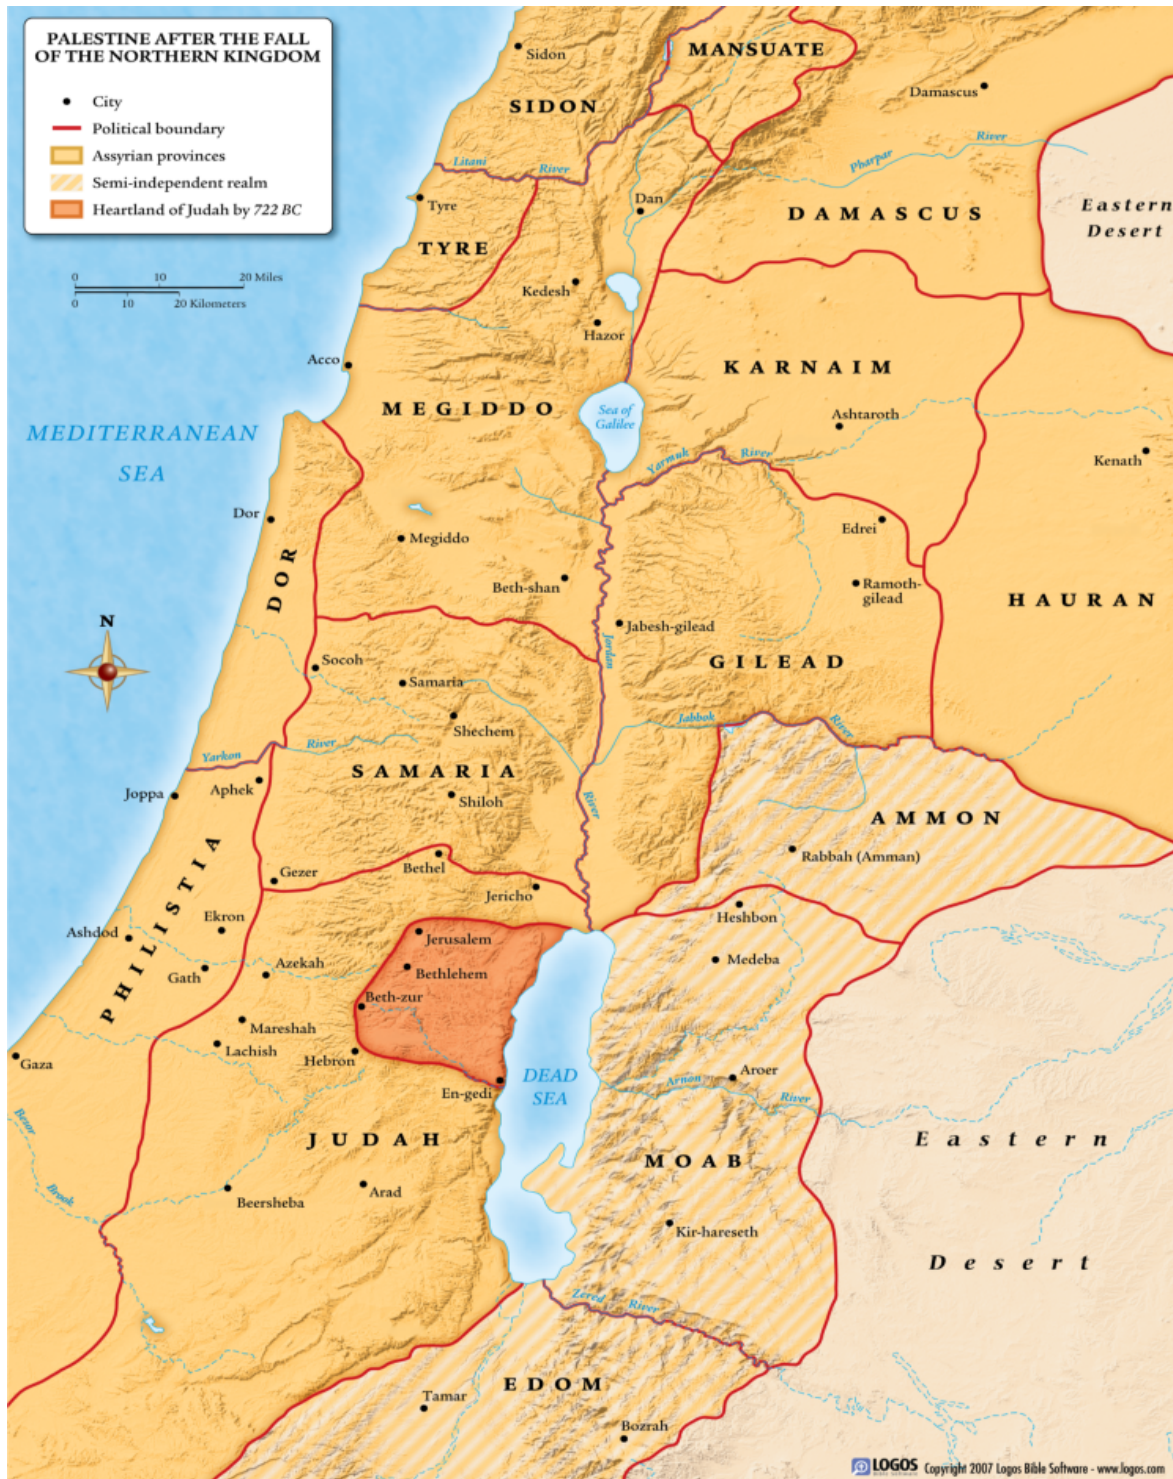 PALESTINE AFTER THE FALL
OF THE NORTHERN KINGDOM
City
Political boundary
Assyrian provinces
Semi-independent realm
Heartland of Judah by 722 BC
0 10 20 Miles
0 10 20 Kilometers
Sidon
MANSUATE
Damascus
SIDON
Litani River
Pharpar River
Dan
Tyre
Eastern
Desert
DAMASCUS
TYRE
Kedesh
Hazor
Acco
KARNAIM
MEGIDDO
Sea of
Galilee
Ashtaroth
MEDITERRANEAN
SEA
Yarmuk River
Kenath
Dor
Edrei
Megiddo
DOR
Beth-shan
Ramoth-
gilead
HAURAN
N
Jabesh-gilead
Jordan
Socoh
GILEAD
Samaria
Shechem
Jabbok River
Yarkon River
SAMARIA
Joppa
Aphek
Shiloh
River
AMMON
Rabbah (Amman)
PHILISTIA
Bethel
Gezer
Jericho
Heshbon
Ekron
Ashdod
Jerusalem
Medeba
Azekah
Gath
Bethlehem
Beth-zur
Mareshah
Lachish
Hebron
Gaza
En-gedi
DEAD
SEA
Aroer
Arnon River
Besor
Brook
JUDAH
Eastern
Desert
MOAB
Arad
Beersheba
Kir-hareseth
Zered River
EDOM
Tamar
Bozrah
LOGOS
BIBLE SOFTWARE
Copyright 2007 Logos Bible Software - www.logos.com